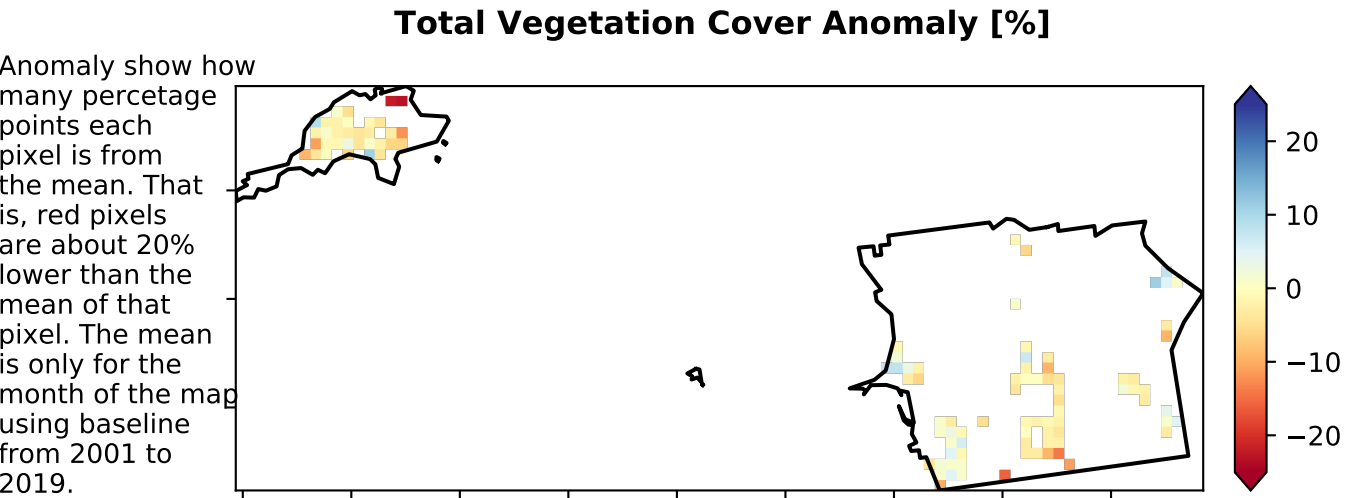 Total Vegetation Cover Anomaly [%]
Anomaly show how
many percetage
points each
pixel is from
the mean. That
is, red pixels
are about 20%
lower than the
mean of that
pixel. The mean
is only for the
month of the map
using baseline
from 2001 to
2019.
20
10
0
−10
−20